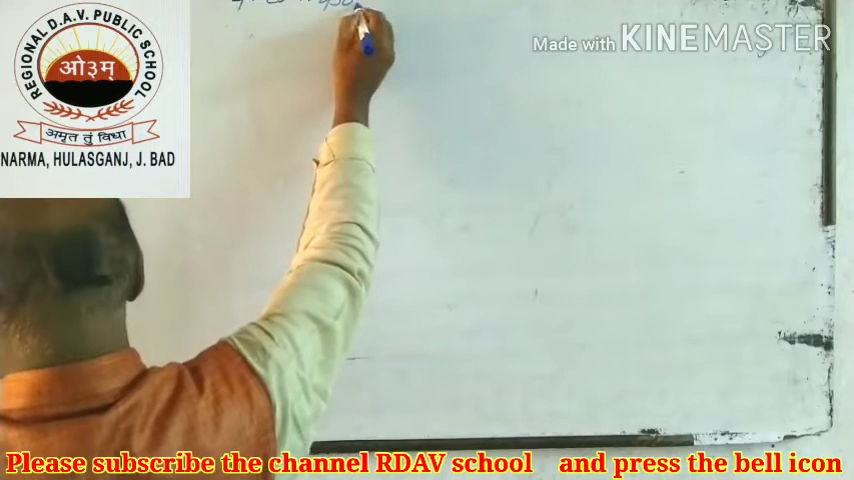 REGIONAL D.A.V. PUBLIC SCHOOL
ओ३म्
अमृत तुं विधा
NARMA, HULASGANJ, J. BAD
Made with KINEMASTER
Please subscribe the channel RDAV school and press the bell icon